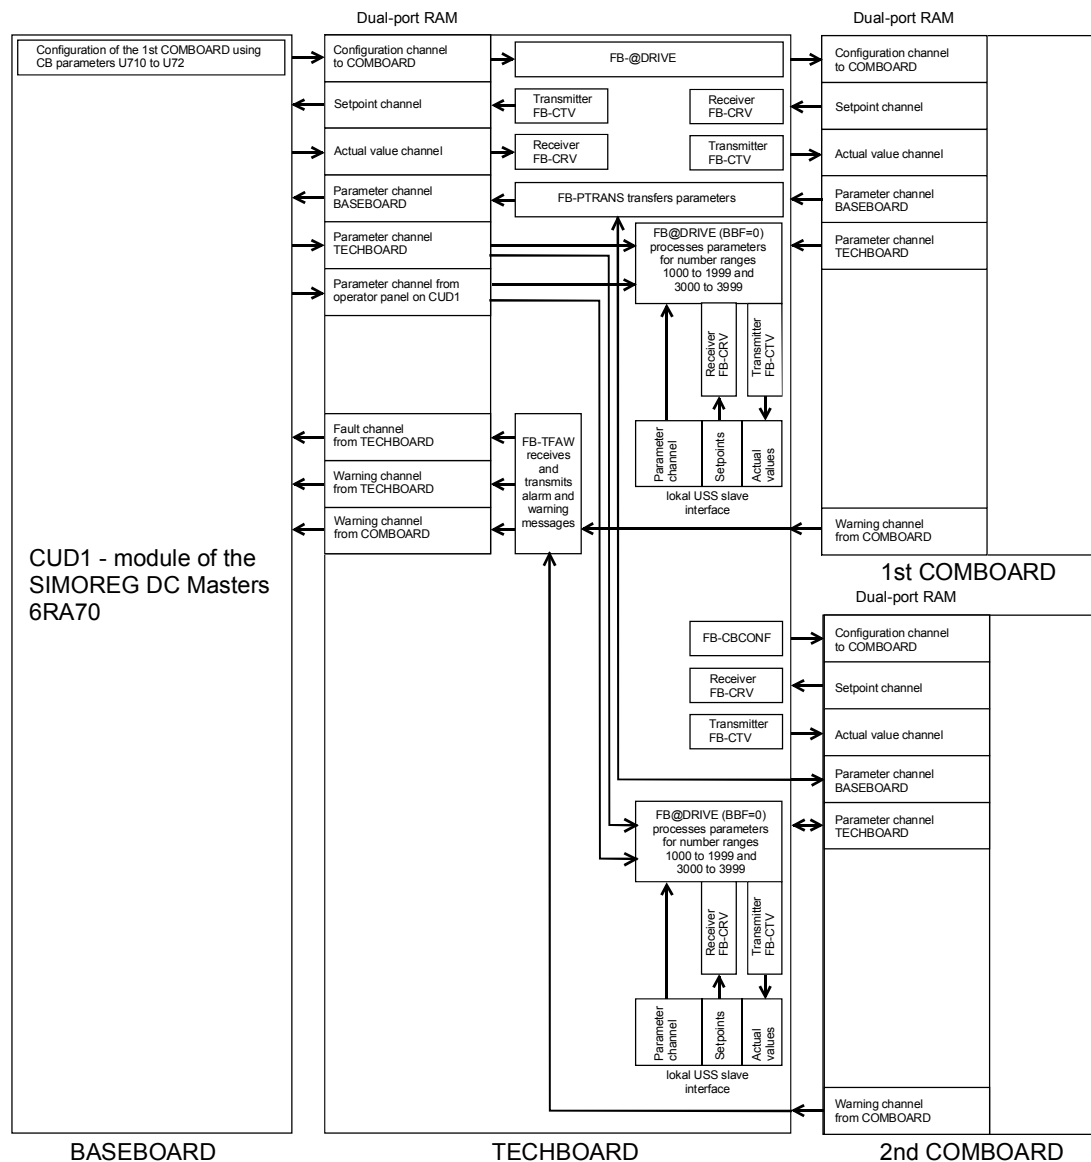 Dual-port RAM
Dual-port RAM
Configuration of the 1st COMBOARD using
CB parameters U710 to U72
Configuration channel
to COMBOARD
FB-@DRIVE
Configuration channel
to COMBOARD
Setpoint channel
Transmitter
FB-CTV
Receiver
FB-CRV
Setpoint channel
Actual value channel
Receiver
FB-CRV
Transmitter
FB-CTV
Actual value channel
Parameter channel
BASEBOARD
FB-PTRANS transfers parameters
Parameter channel
BASEBOARD
Parameter channel
TECHBOARD
FB@DRIVE (BBF=0)
processes parameters
for number ranges
1000 to 1999 and
3000 to 3999
Parameter channel
TECHBOARD
Parameter channel from
operator panel on CUD1
Receiver
FB-CRV
Transmitter
FB-CTV
Fault channel
from TECHBOARD
Warning channel
from TECHBOARD
Warning channel
from COMBOARD
FB-TFAW
receives
and
transmits
alarm and
warning
messages
Parameter
channel
Setpoints
Actual
values
lokal USS slave
interface
Warning channel
from COMBOARD
CUD1 - module of the
SIMOREG DC Masters
6RA70
1st COMBOARD
Dual-port RAM
FB-CBCONF
Configuration channel
to COMBOARD
Receiver
FB-CRV
Setpoint channel
Transmitter
FB-CTV
Actual value channel
Parameter channel
BASEBOARD
FB@DRIVE (BBF=0)
processes parameters
for number ranges
1000 to 1999 and
3000 to 3999
Parameter channel
TECHBOARD
Receiver
FB-CRV
Transmitter
FB-CTV
Parameter
channel
Setpoints
Actual
values
lokal USS slave
interface
Warning channel
from COMBOARD
BASEBOARD
TECHBOARD
2nd COMBOARD